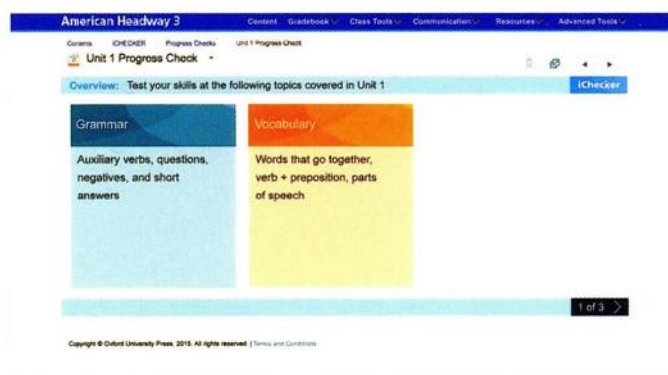 American Headway 3
Content Gradebook Class Tools Communication Resources Advanced Tools
Contents iCHECKER Progress Checks Unit 1 Progress Check
Unit 1 Progress Check
Overview: Test your skills at the following topics covered in Unit 1
iChecker
Grammar
Auxiliary verbs, questions,
negatives, and short
answers
Vocabulary
Words that go together,
verb + preposition, parts
of speech
1 of 3
Copyright © Oxford University Press, 2015. All rights reserved. | Terms and Conditions